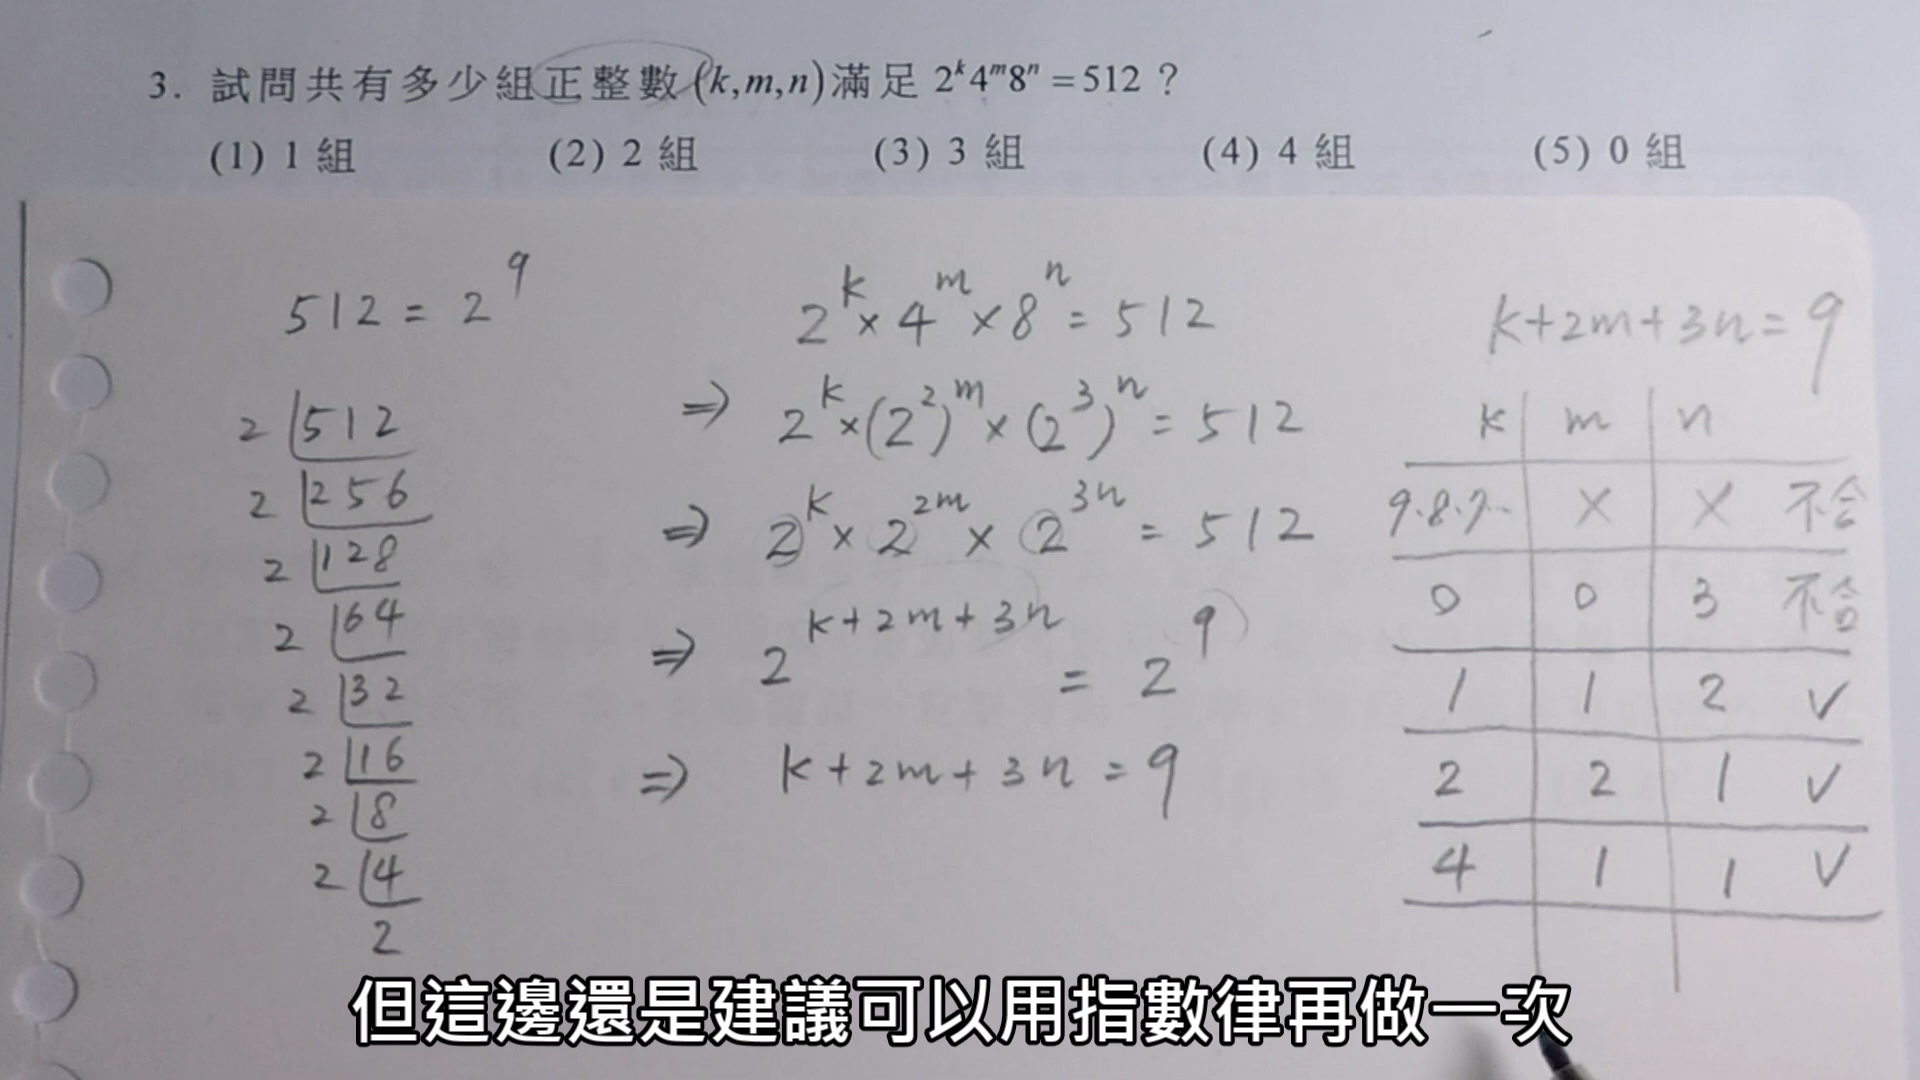 3. 試問共有多少組正整數(k,m,n)滿足 2^k4^m8^n = 512？
(1) 1 組 (2) 2 組 (3) 3 組 (4) 4 組 (5) 0 組
512 = 2^9
2 512
2 256
2 128
2 64
2 32
2 16
2 8
2 4
2
2^k × 4^m × 8^n = 512
⇒ 2^k × (2^2)^m × (2^3)^n = 512
⇒ 2^k × 2^2m × 2^3n = 512
⇒ 2^k+2m+3n = 2^9
⇒ k+2m+3n = 9
k+2m+3n=9
k m n
9.8.7.. × × 不合
0 0 3 不合
1 1 2 ✓
2 2 1 ✓
4 1 1 ✓
但這邊還是建議可以用指數律再做一次